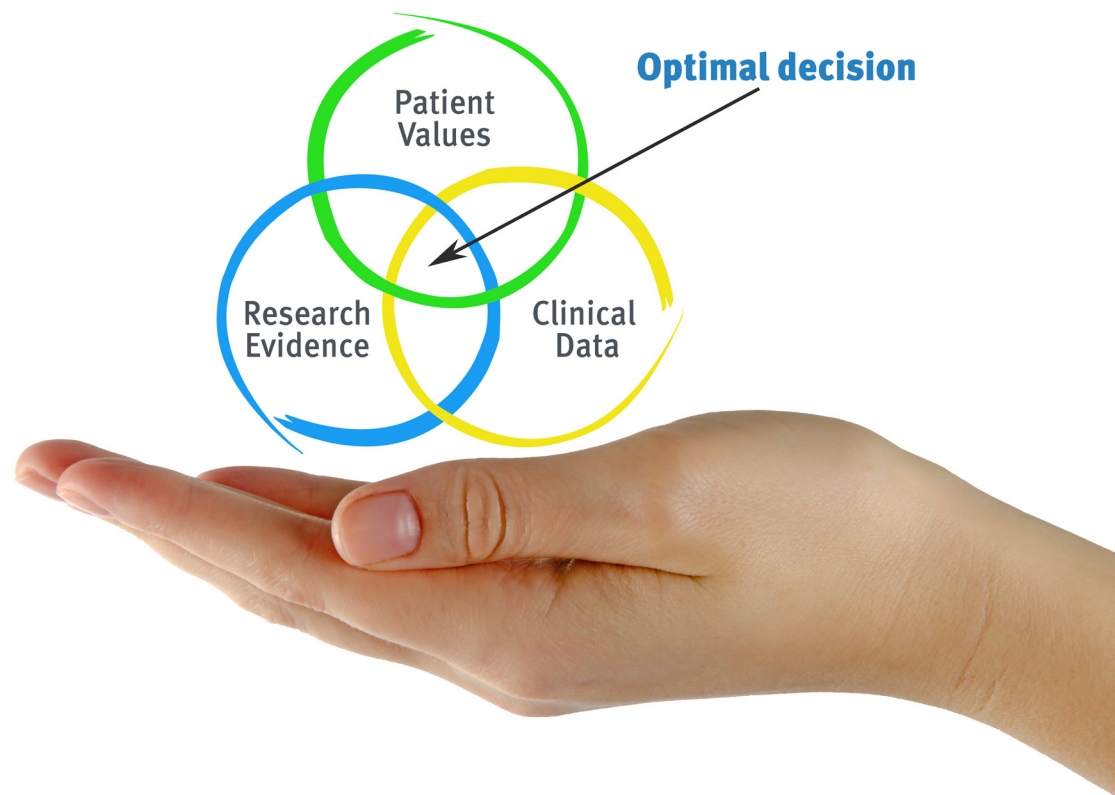 Optimal decision
Patient
Values
Research
Evidence
Clinical
Data